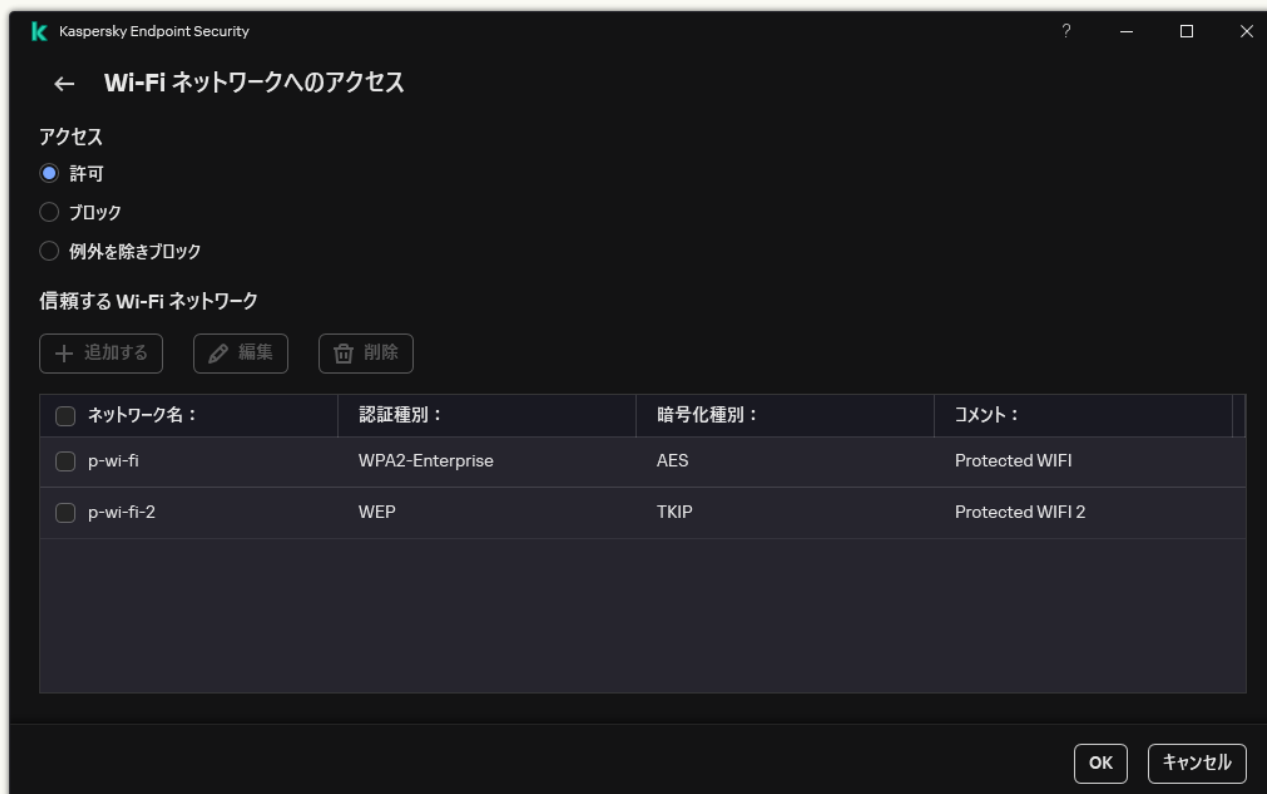 Kaspersky Endpoint Security
Wi-Fi ネットワークへのアクセス
アクセス
許可
ブロック
例外を除きブロック
信頼する Wi-Fi ネットワーク
追加する 編集 削除
ネットワーク名： 認証種別： 暗号化種別： コメント：
p-wi-fi WPA2-Enterprise AES Protected WIFI
p-wi-fi-2 WEP TKIP Protected WIFI 2
OK キャンセル